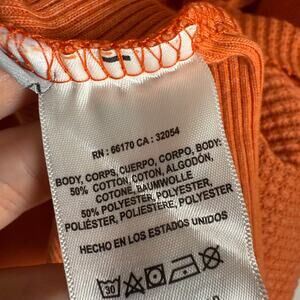 RN: 66170 CA: 32054
BODY, CORPS, CUERPO, CORPO, BODY:
50% COTTON, COTON, ALGODÓN,
COTONE, BAUMWOLLE
50% POLYESTER, POLYESTER,
POLIÉSTER, POLIESTERE, POLYESTER
HECHO EN LOS ESTADOS UNIDOS
30